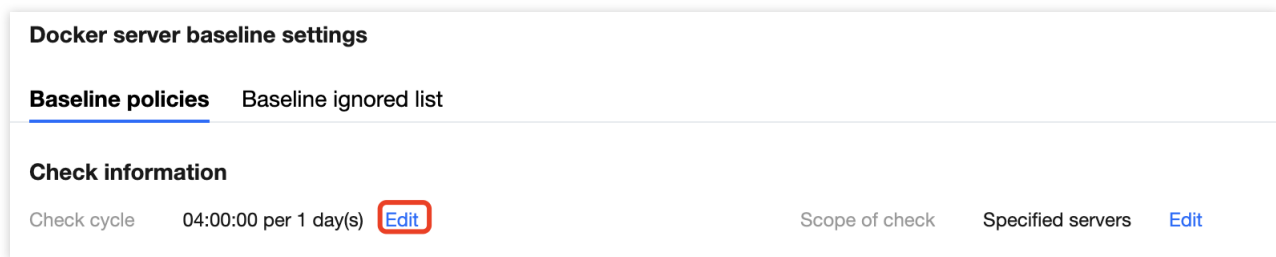 Docker server baseline settings
Baseline policies Baseline ignored list
Check information
Check cycle 04:00:00 per 1 day(s) Edit Scope of check Specified servers Edit